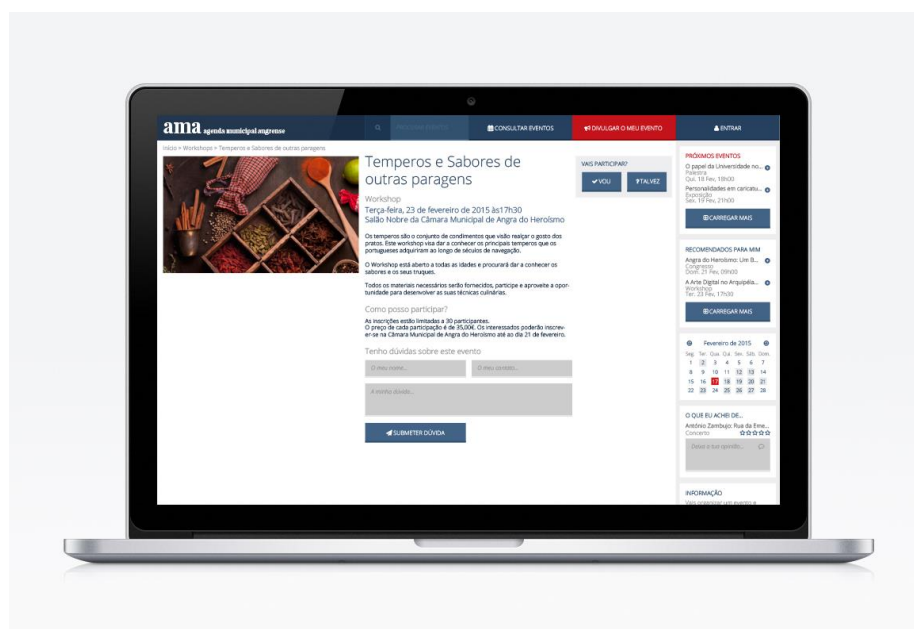 ama agenda municipal angrense
PROCURAR EVENTOS
CONSULTAR EVENTOS
DIVULGAR O MEU EVENTO
ENTRAR
Início > Workshops > Temperos e Sabores de outras paragens
Temperos e Sabores de
outras paragens
Workshop
Terça-feira, 23 de fevereiro de 2015 às17h30
Salão Nobre da Câmara Municipal de Angra do Heroísmo
Os temperos são o conjunto de condimentos que visão realçar o gosto dos
pratos. Este workshop visa dar a conhecer os principais temperos que os
portugueses adquiriram ao longo de séculos de navegação.
O Workshop está aberto a todas as idades e procurará dar a conhecer os
sabores e os seus truques.
Todos os materiais necessários serão fornecidos, participe e aproveite a opor-
tunidade para desenvolver as suas técnicas culinárias.
Como posso participar?
As inscrições estão limitadas a 30 participantes.
O preço de cada participação é de 35,00€. Os interessados poderão inscrev-
er-se na Câmara Municipal de Angra do Heroísmo até ao dia 21 de fevereiro.
Tenho dúvidas sobre este evento
O meu nome...
O meu contato...
A minha dúvida...
SUBMETER DÚVIDA
VAIS PARTICIPAR?
VOU
?TALVEZ
PRÓXIMOS EVENTOS
O papel da Universidade no...
Palestra
Qui. 18 Fev, 18h00
Personalidades em caricatu...
Exposição
Sex. 19 Fev, 21h00
CARREGAR MAIS
RECOMENDADOS PARA MIM
Angra do Heroísmo: Um B...
Congresso
Dom. 21 Fev, 09h00
A Arte Digital no Arquipéla...
Workshop
Ter. 23 Fev, 17h30
CARREGAR MAIS
Fevereiro de 2015
Seg. Ter. Qua. Qui. Sex. Sáb. Dom.
1 2 3 4 5 6 7
8 9 10 11 12 13 14
15 16 17 18 19 20 21
22 23 24 25 26 27 28
O QUE EU ACHEI DE...
António Zambujo: Rua da Eme...
Concerto
Deixe a tua opinião...
INFORMAÇÃO
Vais organizar um evento e